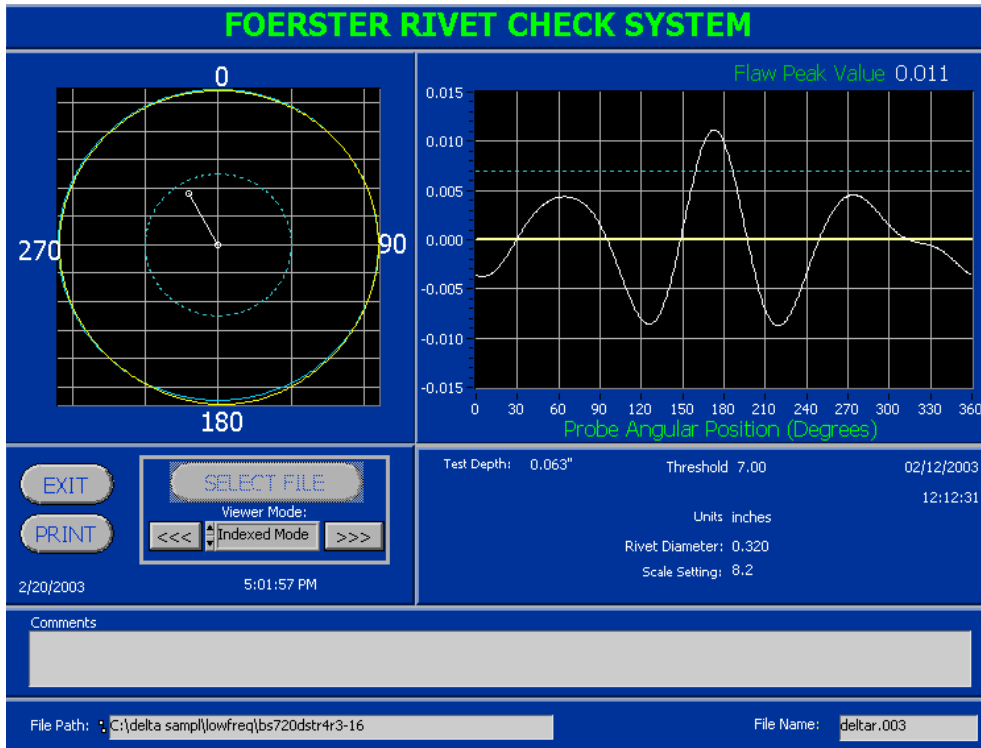 FOERSTER RIVET CHECK SYSTEM
0
270
90
180
Flaw Peak Value 0.011
0.015
0.010
0.005
0.000
-0.005
-0.010
-0.015
0 30 60 90 120 150 180 210 240 270 300 330 360
Probe Angular Position (Degrees)
EXIT
PRINT
SELECT FILE
Viewer Mode:
<<< Indexed Mode >>>
2/20/2003 5:01:57 PM
Test Depth: 0.063" Threshold 7.00 02/12/2003
12:12:31
Units inches
Rivet Diameter: 0.320
Scale Setting: 8.2
Comments
File Path: C:\delta sampl\lowfreq\bs720dstr4r3-16 File Name: deltar.003